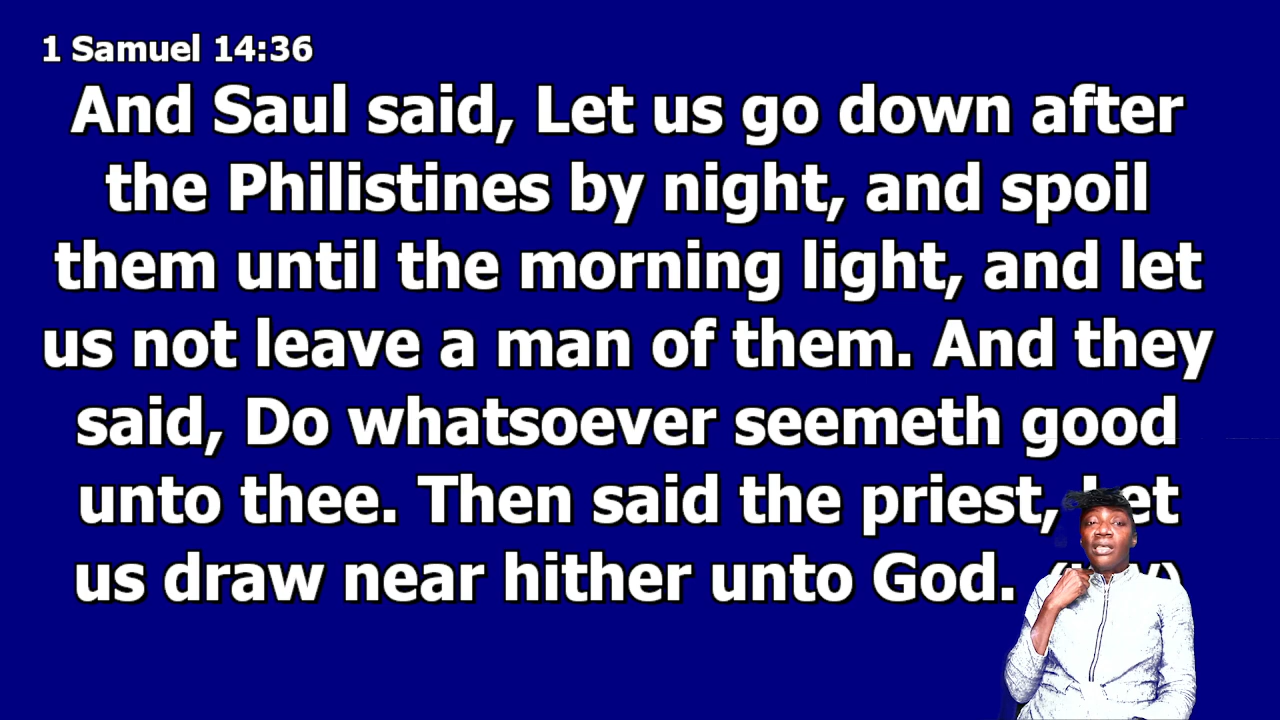 1 Samuel 14:36
And Saul said, Let us go down after
the Philistines by night, and spoil
them until the morning light, and let
us not leave a man of them. And they
said, Do whatsoever seemeth good
unto thee. Then said the priest, Let
us draw near hither unto God.